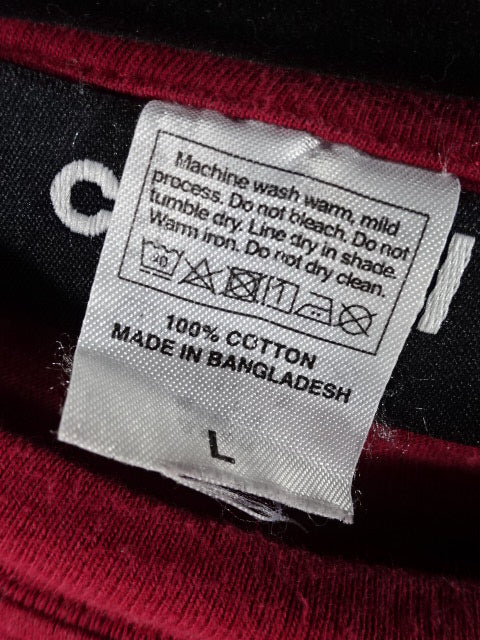 Machine wash warm, mild
process. Do not bleach. Do not
tumble dry. Line dry in shade.
Warm iron. Do not dry clean.
40
100% COTTON
MADE IN BANGLADESH
L